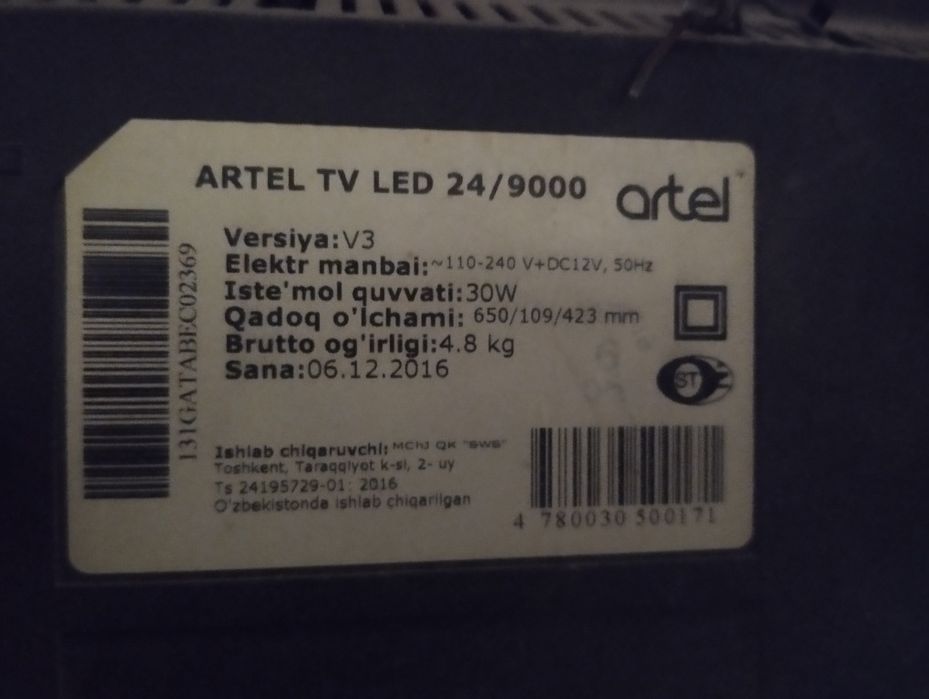 ARTEL TV LED 24/9000
artel
Versiya:V3
Elektr manbai:~110-240 V+DC12V, 50Hz
Iste'mol quvvati:30W
Qadoq o'lchami: 650/109/423 mm
Brutto og'irligi:4.8 kg
Sana:06.12.2016
131GATABEC02369
ST
Ishlab chiqaruvchi: MChJ QK "SWS"
Toshkent, Taraqqiyot k-si, 2- uy
Ts 24195729-01: 2016
O'zbekistonda ishlab chiqarilgan
4 780030 500171